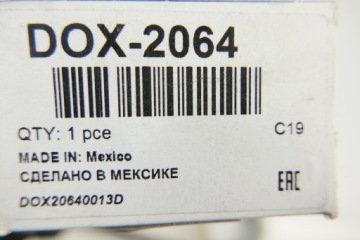 DOX-2064
QTY: 1 pce
C19
MADE IN: Mexico
СДЕЛАНО В МЕКСИКЕ
EAC
DOX20640013D